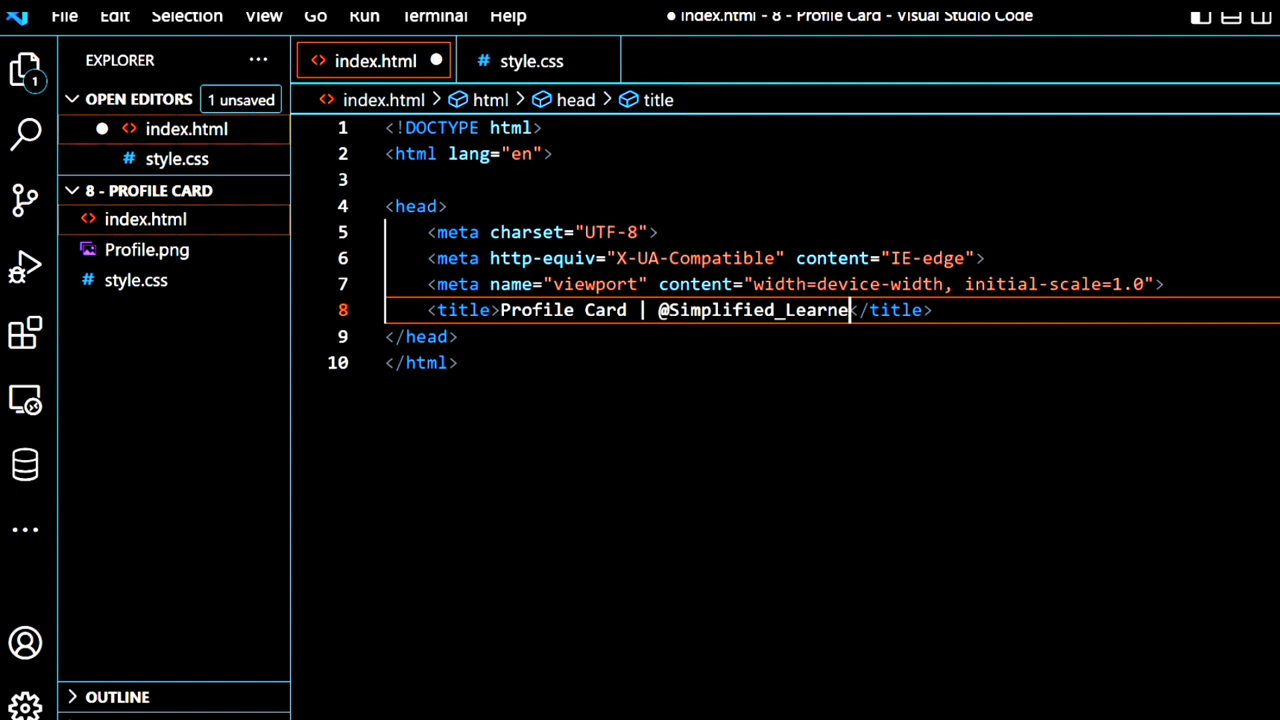 File Edit Selection View Go Run Terminal Help ● index.html - 8 - Profile Card - Visual Studio Code
EXPLORER ...
index.html ●
# style.css
1
OPEN EDITORS 1 unsaved
index.html > html > head > title
● <> index.html
# style.css
8 - PROFILE CARD
<> index.html
Profile.png
# style.css
1 <!DOCTYPE html>
2 <html lang="en">
3
4 <head>
5 <meta charset="UTF-8">
6 <meta http-equiv="X-UA-Compatible" content="IE-edge">
7 <meta name="viewport" content="width=device-width, initial-scale=1.0">
8 <title>Profile Card | @Simplified_Learne</title>
9 </head>
10 </html>
OUTLINE